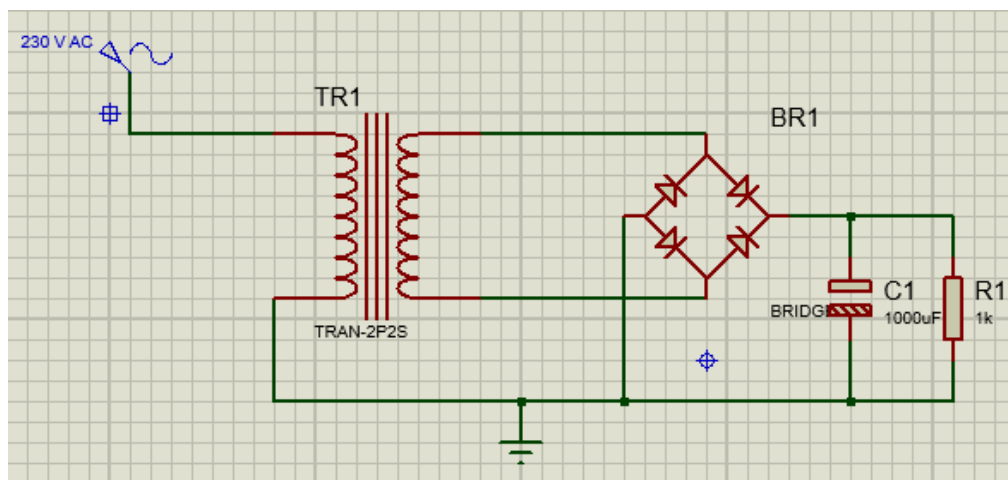 230 V AC
TR1
TRAN-2P2S
BR1
C1
1000uF
R1
1k